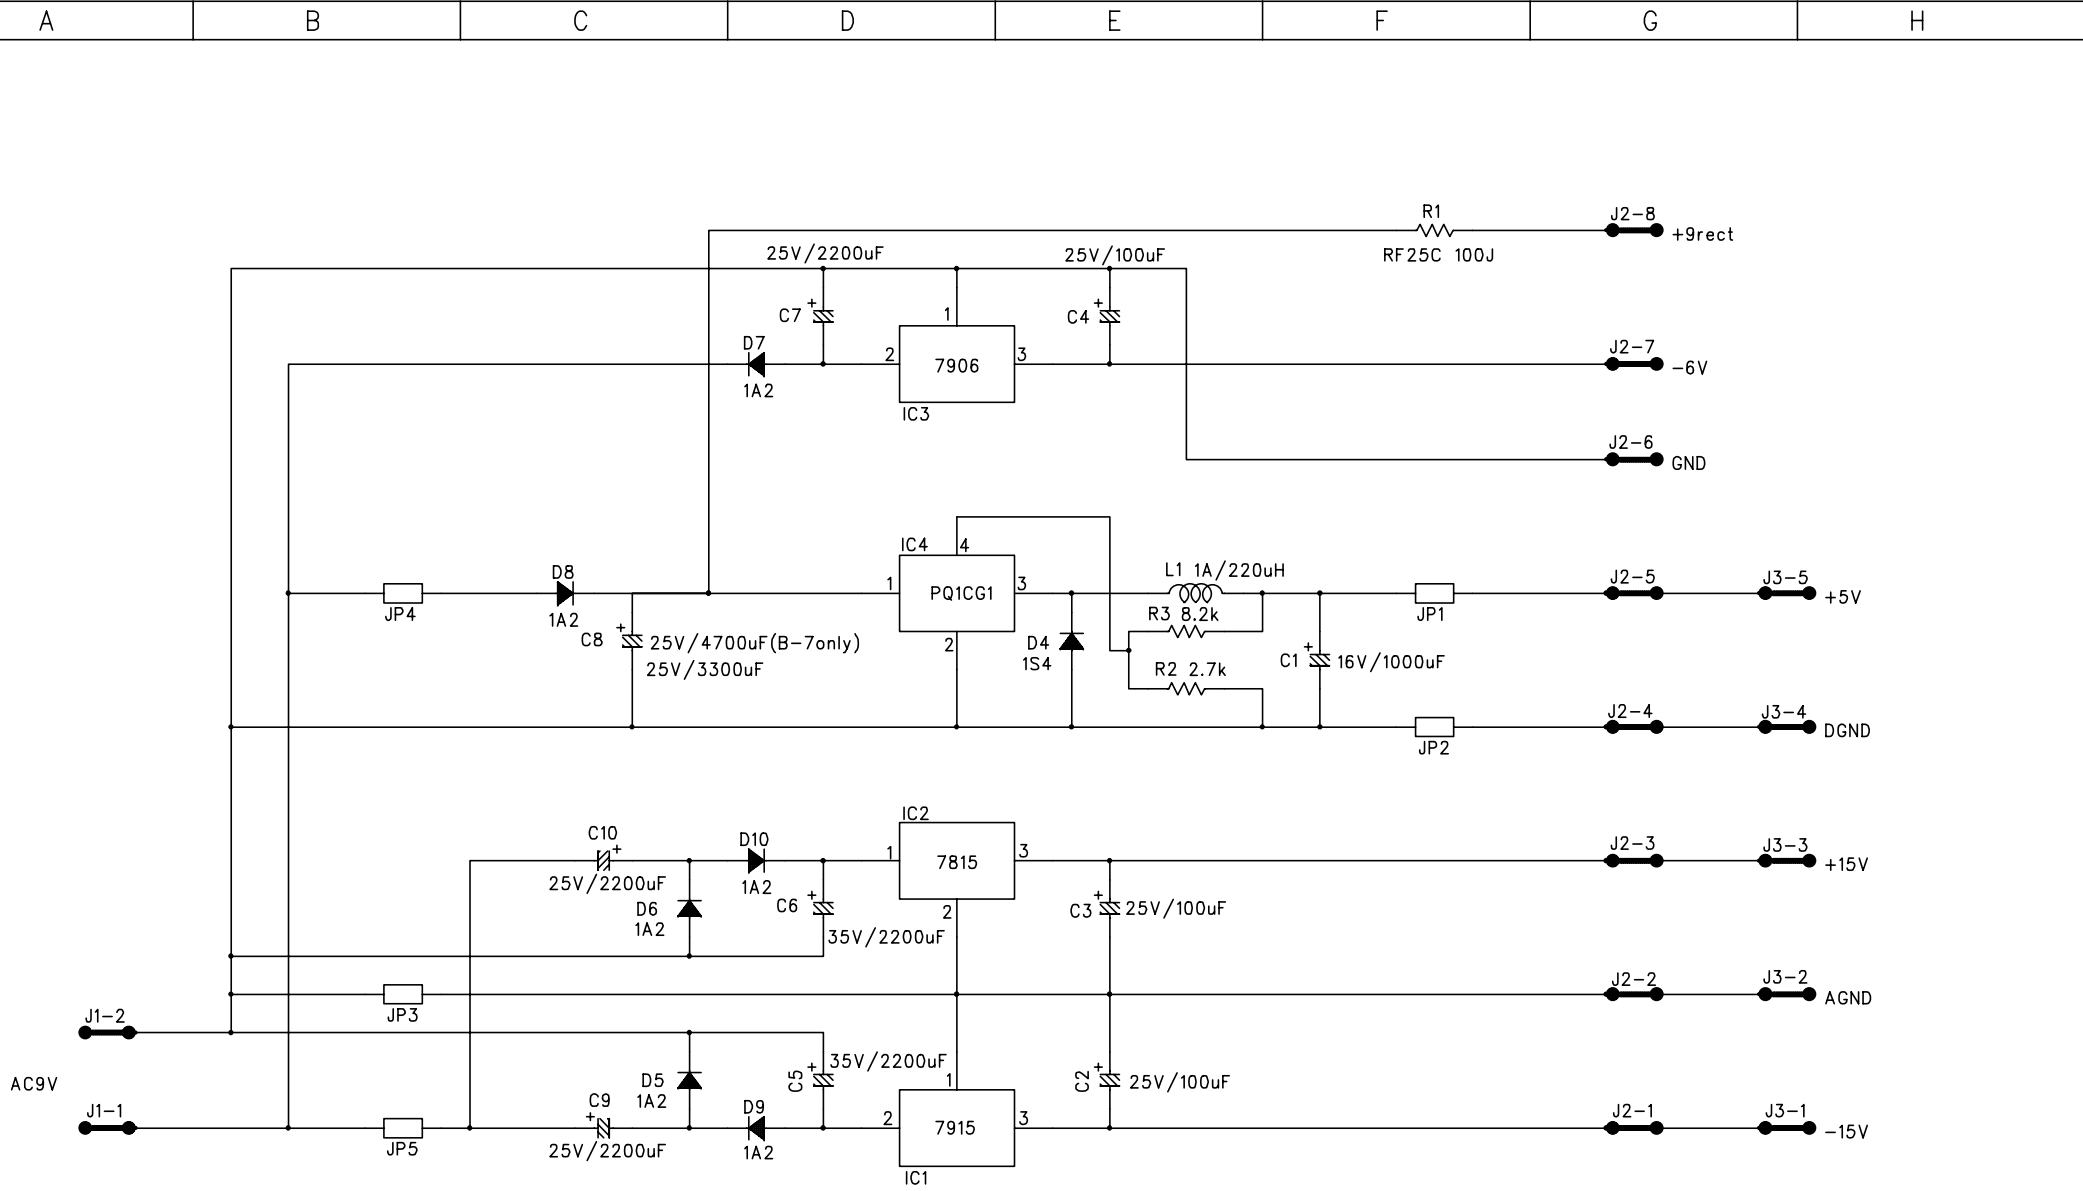 A B C D E F G H
R1
J2-8
+9rect
RF25C 100J
25V/2200uF
25V/100uF
C7 +
1
+
C4
D7
2
7906
3
J2-7
-6V
1A2
IC3
J2-6
GND
IC4
4
D8
L1 1A/220uH
J2-5
J3-5
1
PQ1CG1
3
+5V
JP4
1A2
R3 8.2k
JP1
C8 +
25V/4700uF(B-7only)
25V/3300uF
2
D4
1S4
R2 2.7k
C1 +
16V/1000uF
J2-4
J3-4
DGND
JP2
IC2
C10
+
D10
1
7815
3
J2-3
J3-3
+15V
25V/2200uF
1A2
D6
1A2
C6 +
2
C3 +
25V/100uF
35V/2200uF
J2-2
J3-2
AGND
JP3
J1-2
35V/2200uF
AC9V
D5
1A2
C5 +
1
C2 +
25V/100uF
J1-1
C9
+
D9
2
7915
3
J2-1
J3-1
-15V
JP5
25V/2200uF
1A2
IC1